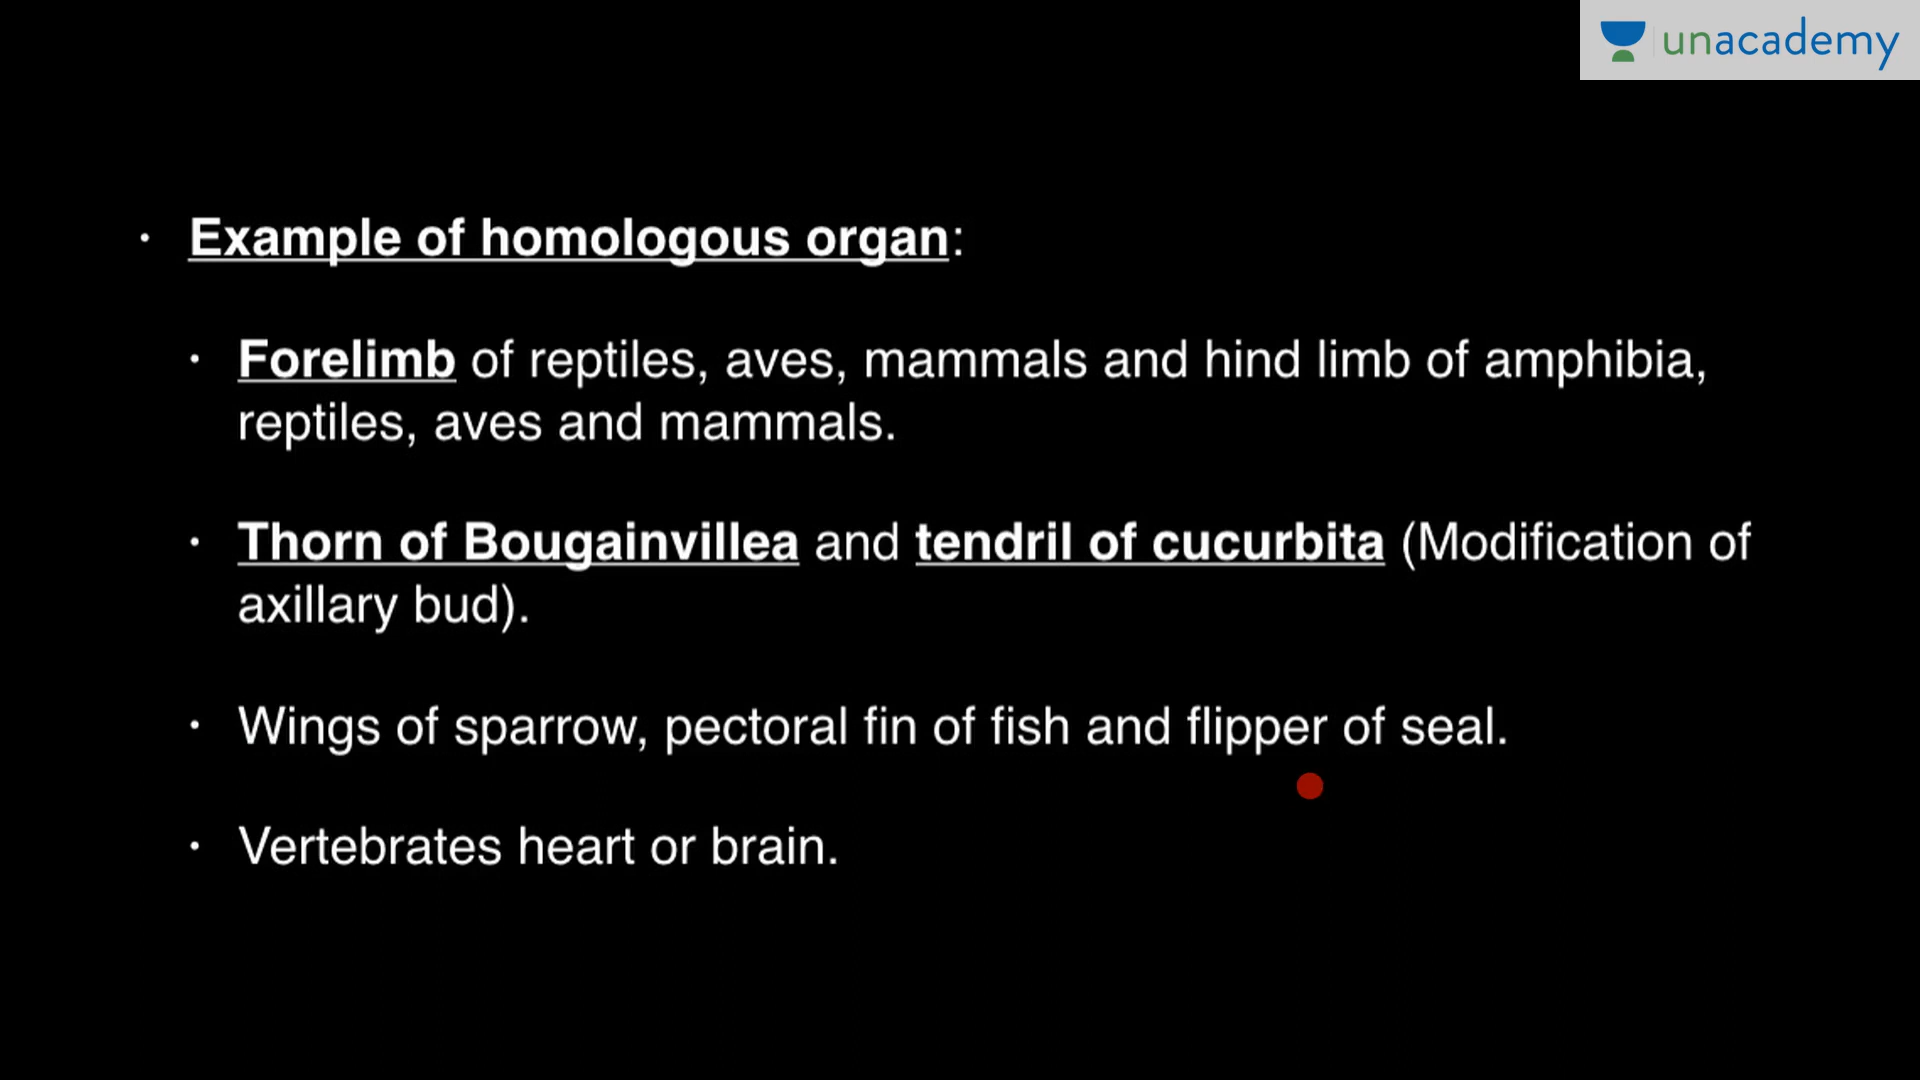 unacademy
• Example of homologous organ:
• Forelimb of reptiles, aves, mammals and hind limb of amphibia,
reptiles, aves and mammals.
• Thorn of Bougainvillea and tendril of cucurbita (Modification of
axillary bud).
• Wings of sparrow, pectoral fin of fish and flipper of seal.
• Vertebrates heart or brain.